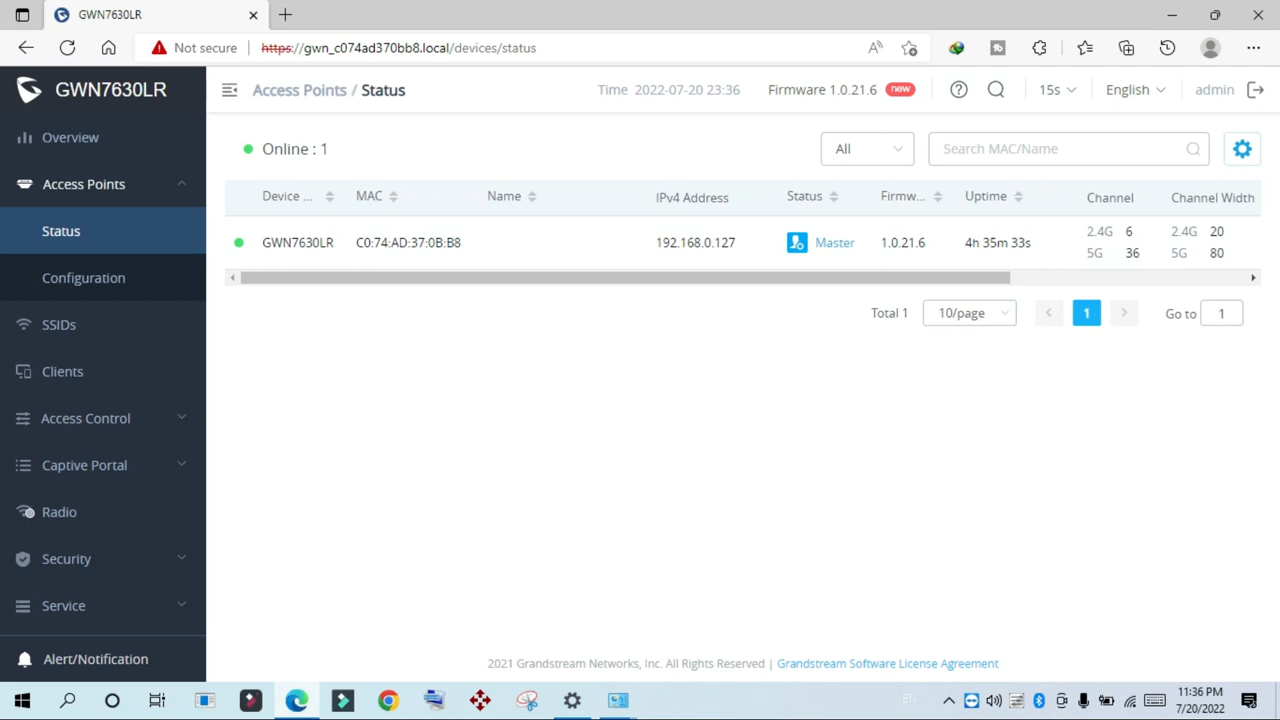 GWN7630LR
Not secure
https://gwn_c074ad370bb8.local/devices/status
GWN7630LR
Access Points / Status
Time 2022-07-20 23:36
Firmware 1.0.21.6 new
15s
English
admin
Overview
Access Points
Status
Configuration
SSIDs
Clients
Access Control
Captive Portal
Radio
Security
Service
Alert/Notification
Online : 1
All
Search MAC/Name
Device ... MAC Name IPv4 Address Status Firmw... Uptime Channel Channel Width
GWN7630LR C0:74:AD:37:0B:B8 192.168.0.127 Master 1.0.21.6 4h 35m 33s
2.4G 6 2.4G 20
5G 36 5G 80
Total 1 10/page 1 Go to 1
2021 Grandstream Networks, Inc. All Rights Reserved | Grandstream Software License Agreement
EN
11:36 PM
7/20/2022